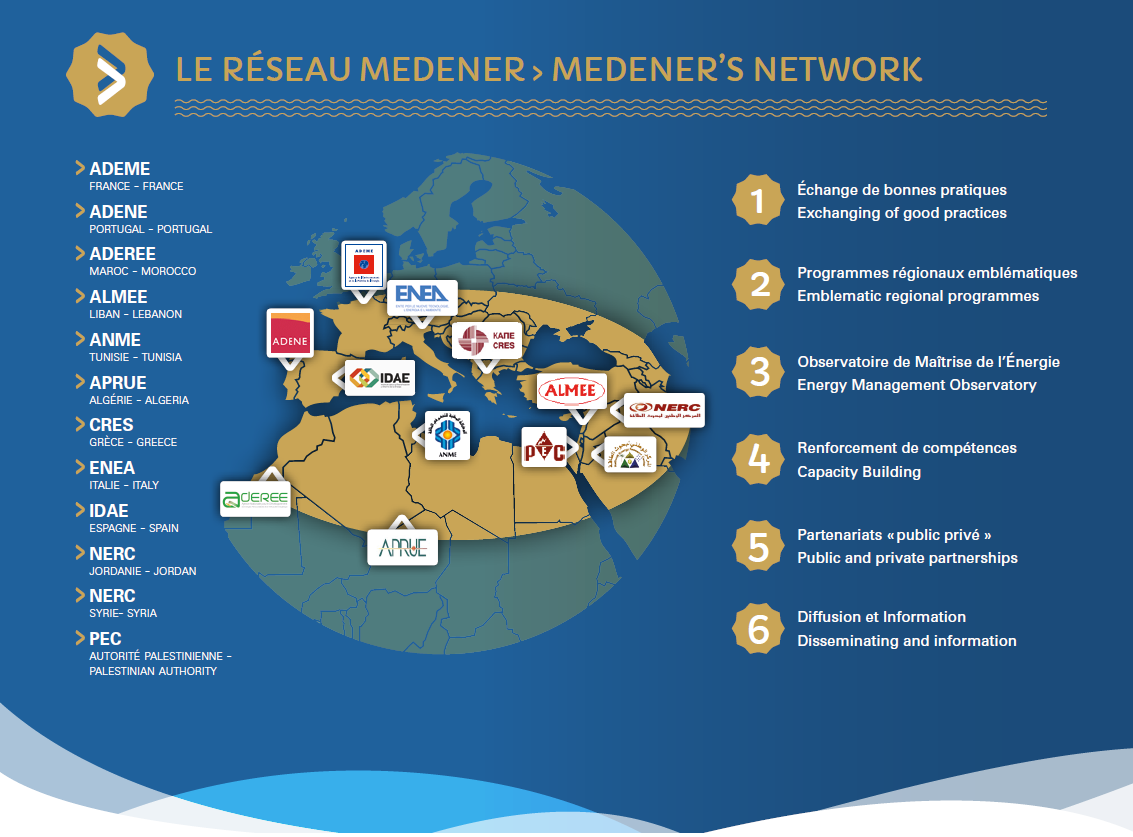 LE RÉSEAU MEDENER > MEDENER'S NETWORK
> ADEME
FRANCE – FRANCE
> ADENE
PORTUGAL – PORTUGAL
> ADEREE
MAROC – MOROCCO
> ALMEE
LIBAN – LEBANON
> ANME
TUNISIE – TUNISIA
> APRUE
ALGÉRIE – ALGERIA
> CRES
GRÈCE – GREECE
> ENEA
ITALIE – ITALY
> IDAE
ESPAGNE – SPAIN
> NERC
JORDANIE – JORDAN
> NERC
SYRIE– SYRIA
> PEC
AUTORITÉ PALESTINIENNE –
PALESTINIAN AUTHORITY
ADEME
ENEA
ADENE
ΚΑΠΕ
CRES
IDAE
ALMEE
NERC
المركز الوطني لبحوث الطاقة
ANME
PEC
aDEREE
APRUE
1
Échange de bonnes pratiques
Exchanging of good practices
2
Programmes régionaux emblématiques
Emblematic regional programmes
3
Observatoire de Maîtrise de l'Énergie
Energy Management Observatory
4
Renforcement de compétences
Capacity Building
5
Partenariats « public privé »
Public and private partnerships
6
Diffusion et Information
Disseminating and information